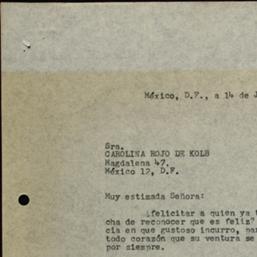 México, D.F., a 14 de
Sra.
CAROLINA ROJO DE KOLB
Magdalena 47.
México 12, D.F.
Muy estimada Señora:
¡felicitar a quien ya
cha de reconocer que es feliz?
cia en que gustoso incurro,
todo corazón que su ventura se
por siempre.